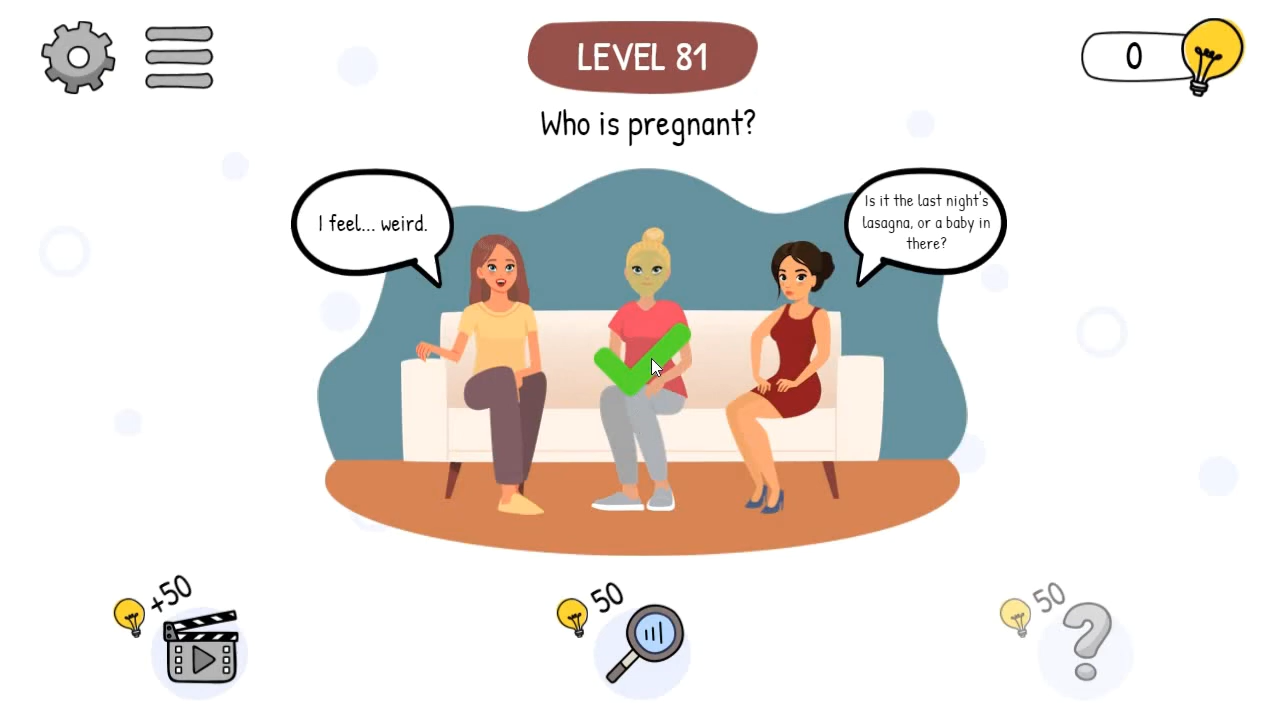 LEVEL 81
0
Who is pregnant?
I feel... weird.
Is it the last night's
lasagna, or a baby in
there?
+50
50
50